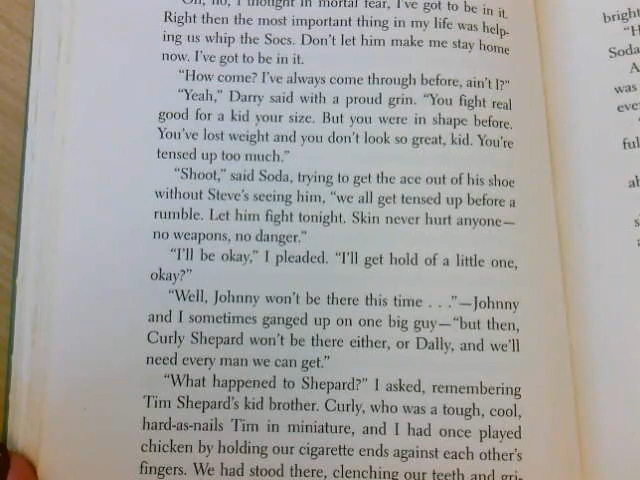 Oh, no, I thought in mortal fear, I've got to be in it.
Right then the most important thing in my life was help-
ing us whip the Socs. Don't let him make me stay home
now. I've got to be in it.
"How come? I've always come through before, ain't I?"
"Yeah," Darry said with a proud grin. "You fight real
good for a kid your size. But you were in shape before.
You've lost weight and you don't look so great, kid. You're
tensed up too much."
"Shoot," said Soda, trying to get the ace out of his shoe
without Steve's seeing him, "we all get tensed up before a
rumble. Let him fight tonight. Skin never hurt anyone—
no weapons, no danger."
"I'll be okay," I pleaded. "I'll get hold of a little one,
okay?"
"Well, Johnny won't be there this time . . ."—Johnny
and I sometimes ganged up on one big guy—"but then,
Curly Shepard won't be there either, or Dally, and we'll
need every man we can get."
"What happened to Shepard?" I asked, remembering
Tim Shepard's kid brother. Curly, who was a tough, cool,
hard-as-nails Tim in miniature, and I had once played
chicken by holding our cigarette ends against each other's
fingers. We had stood there, clenching our teeth and gri-
bright
"H
Soda
A
was
eve
ful
ab
s